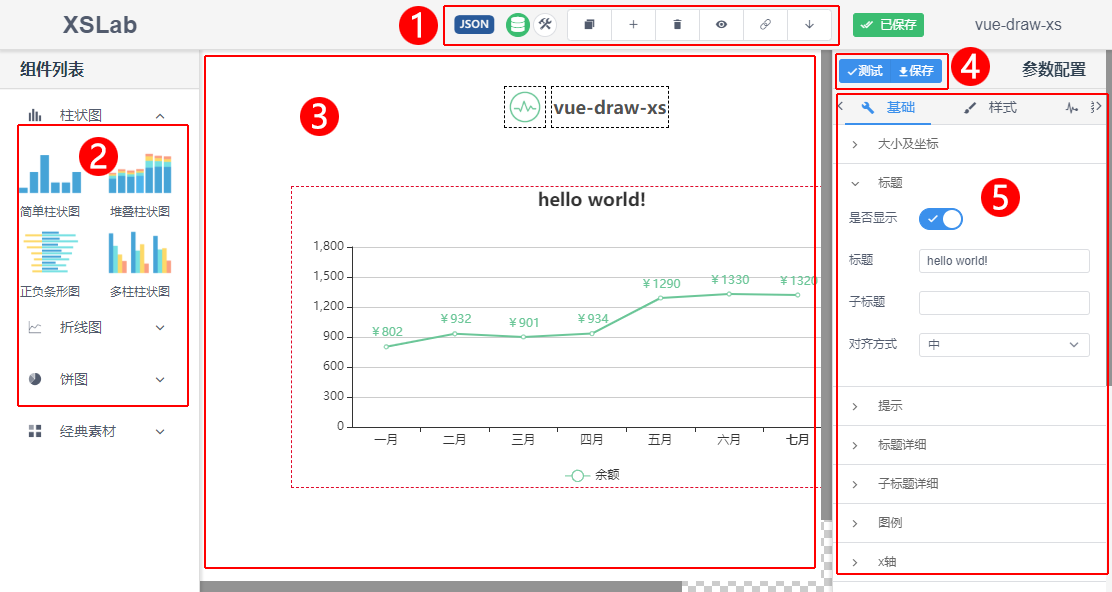 XSLab
1
JSON
已保存
vue-draw-xs
组件列表
测试
保存
4
参数配置
柱状图
2
简单柱状图
堆叠柱状图
正负条形图
多柱柱状图
折线图
饼图
经典素材
3
vue-draw-xs
hello world!
1,800
1,500
1,200
900
600
300
0
¥802
¥932
¥901
¥934
¥1290
¥1330
¥1320
一月
二月
三月
四月
五月
六月
七月
余额
基础
样式
大小及坐标
标题
5
是否显示
标题
hello world!
子标题
对齐方式
中
提示
标题详细
子标题详细
图例
x轴